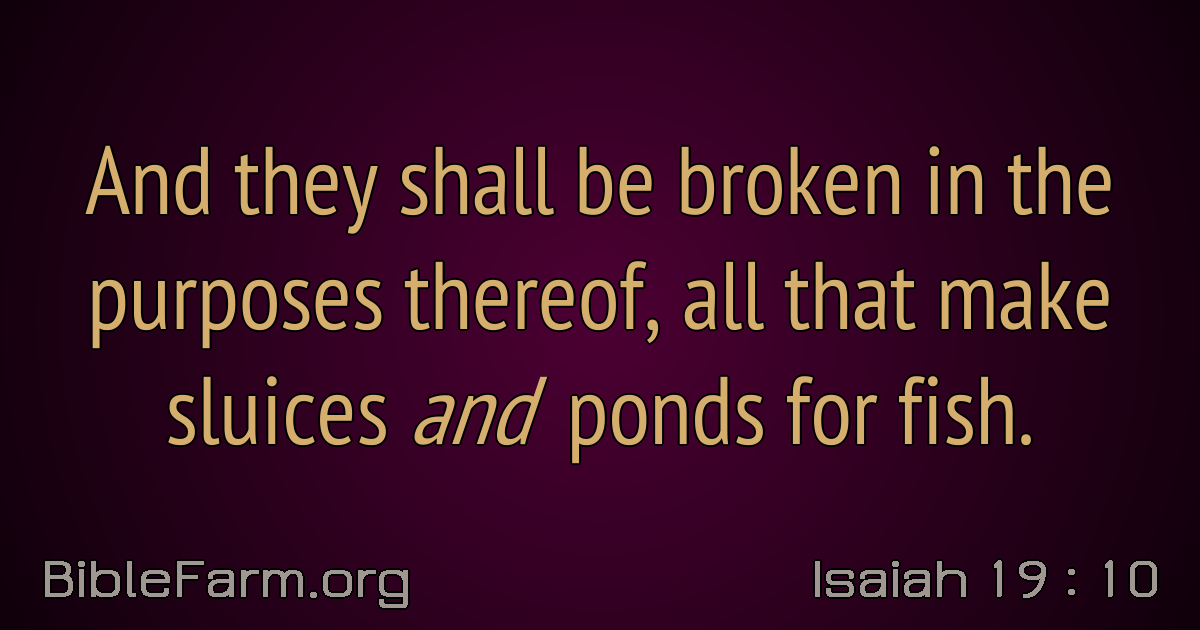 And they shall be broken in the
purposes thereof, all that make
sluices and ponds for fish.
BibleFarm.org
Isaiah 19 : 10